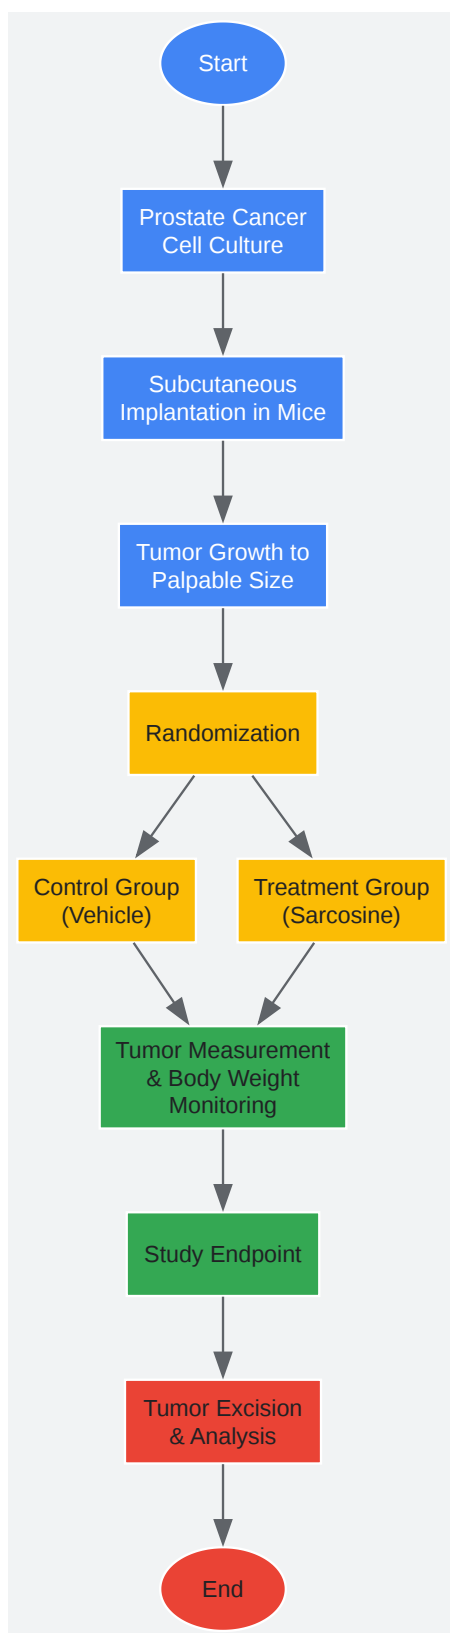 Start
Prostate Cancer
Cell Culture
Subcutaneous
Implantation in Mice
Tumor Growth to
Palpable Size
Randomization
Control Group
(Vehicle)
Treatment Group
(Sarcosine)
Tumor Measurement
& Body Weight
Monitoring
Study Endpoint
Tumor Excision
& Analysis
End